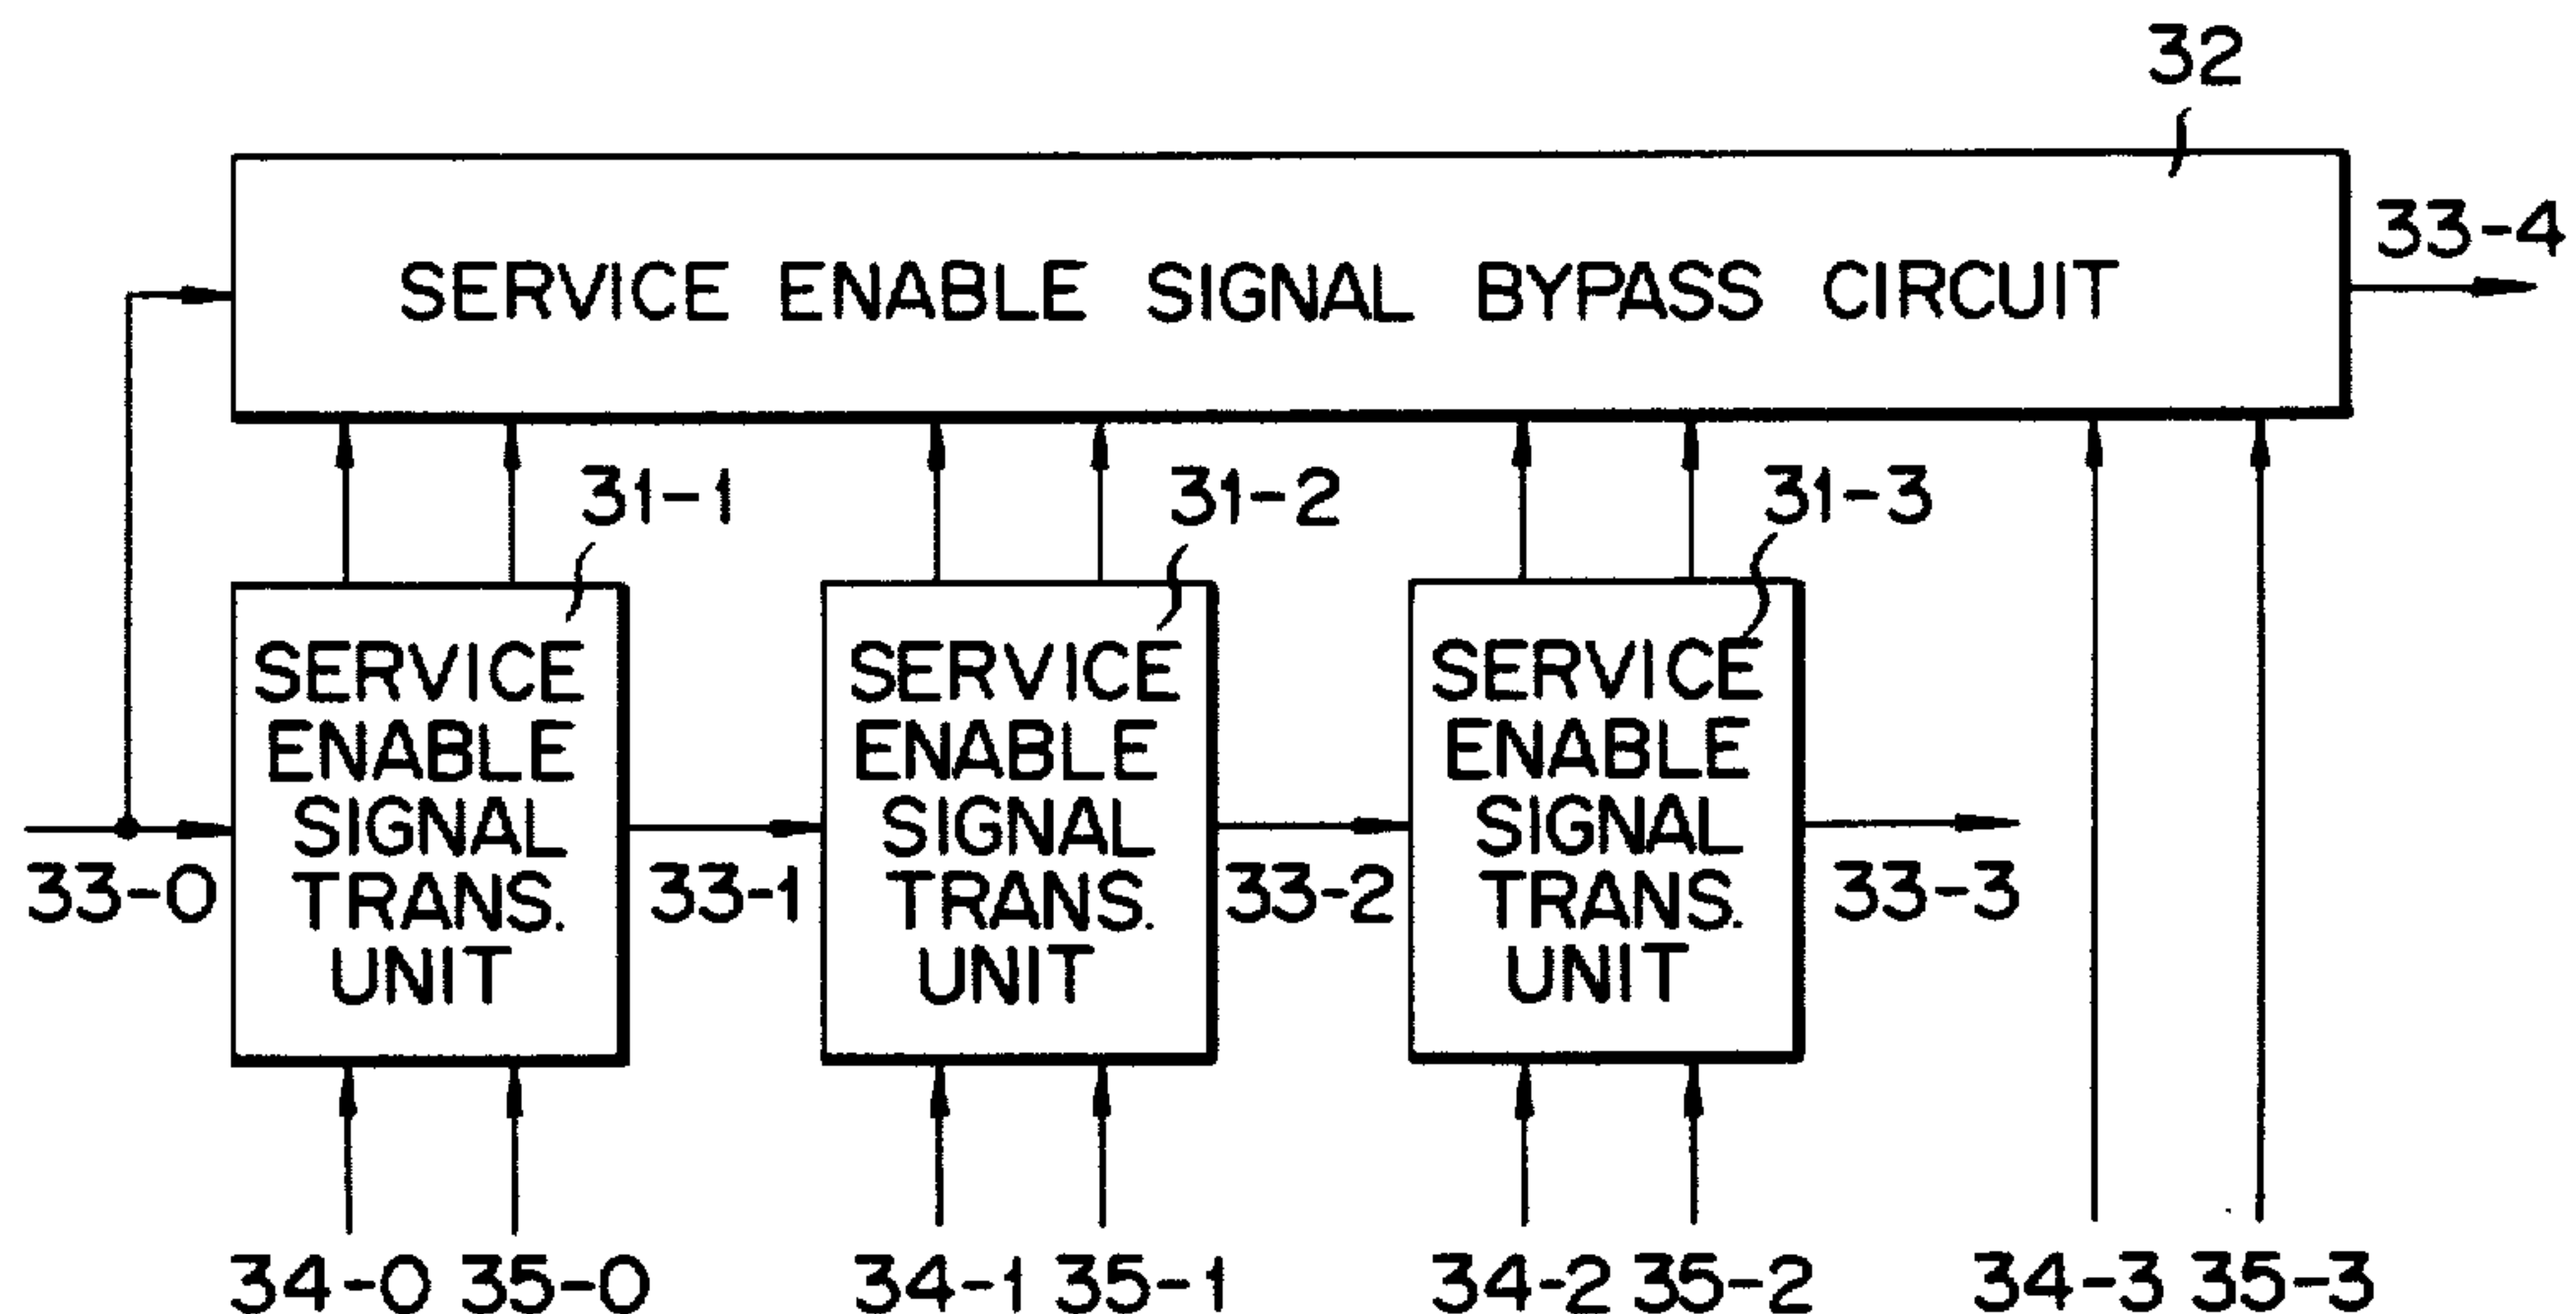 32
33-4
SERVICE ENABLE SIGNAL BYPASS CIRCUIT
31-1
31-2
31-3
SERVICE
ENABLE
SIGNAL
TRANS.
UNIT
SERVICE
ENABLE
SIGNAL
TRANS.
UNIT
SERVICE
ENABLE
SIGNAL
TRANS.
UNIT
33-0
33-1
33-2
33-3
34-0 35-0
34-1 35-1
34-2 35-2
34-3 35-3